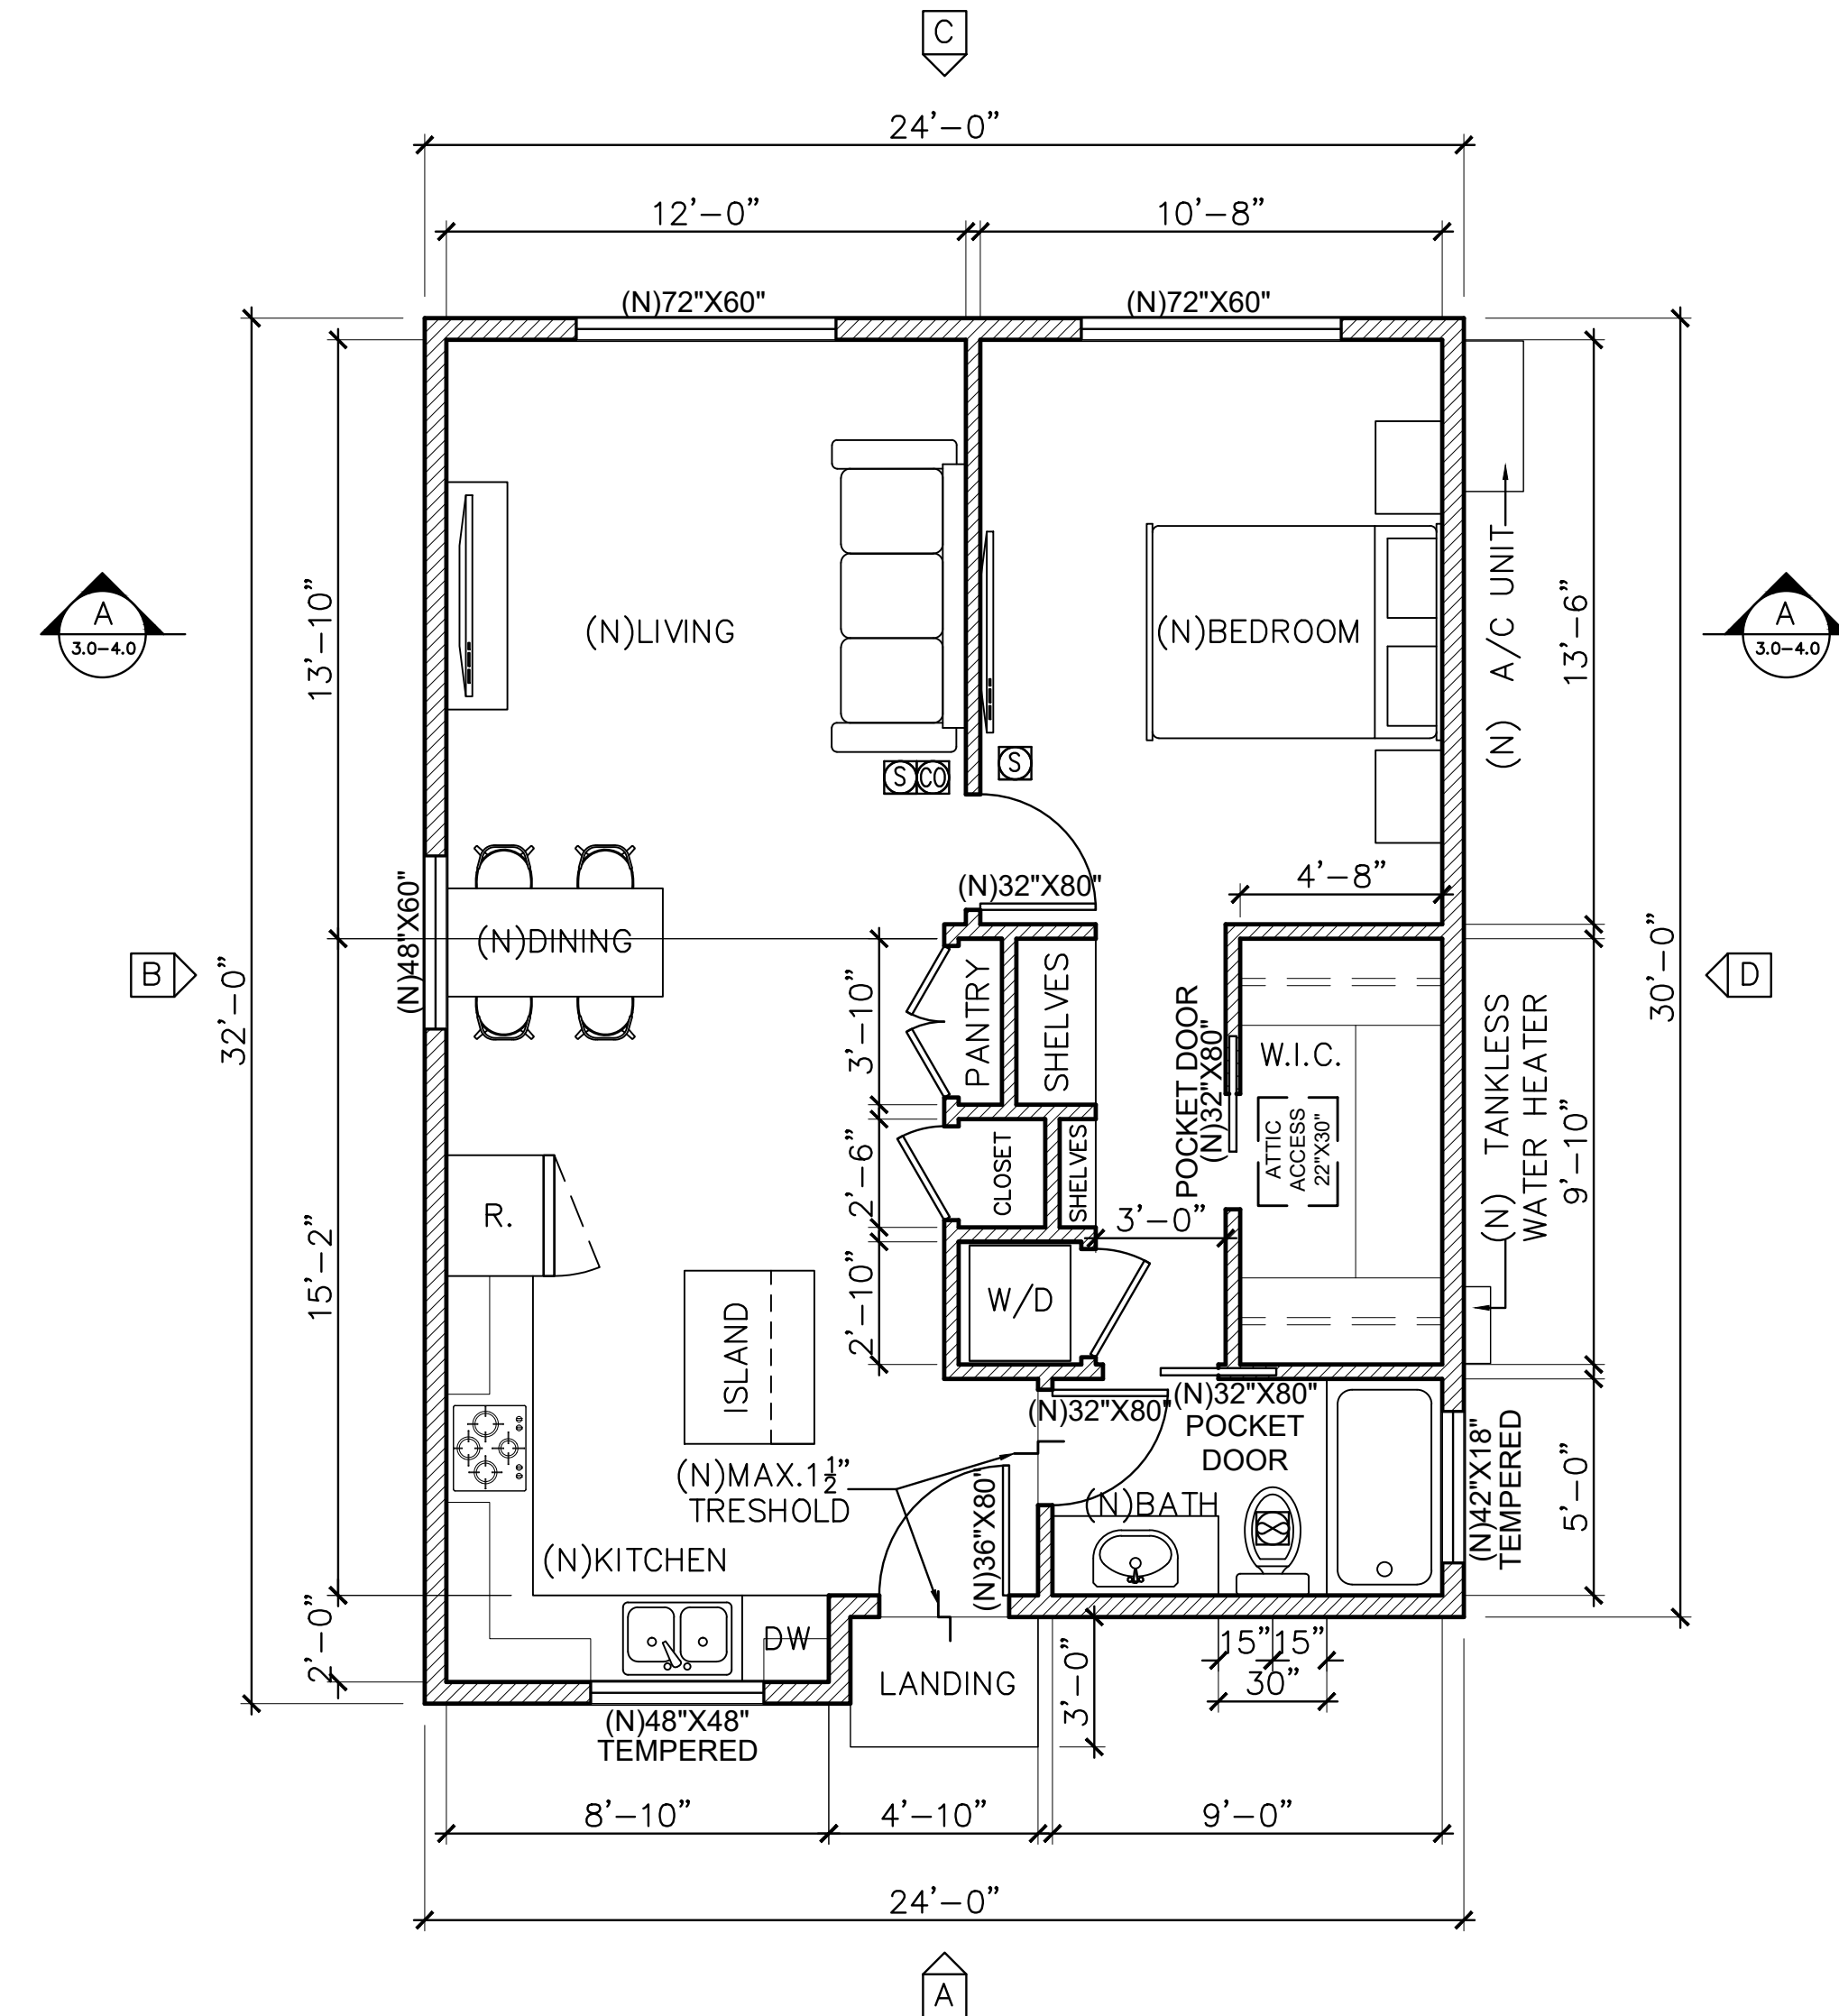 C
24'-0"
12'-0"
10'-8"
(N)72"X60"
(N)72"X60"
A
3.0-4.0
A
3.0-4.0
13'-10"
(N)LIVING
(N)BEDROOM
(N) A/C UNIT
13'-6"
S
CO
S
(N)32"X80"
4'-8"
(N)48"X60"
(N)DINING
B
D
32'-0"
30'-0"
3'-10"
PANTRY
SHELVES
POCKET DOOR
(N)32"X80"
W.I.C.
ATTIC
ACCESS
22"X30"
(N) TANKLESS
WATER HEATER
9'-10"
2'-6"
CLOSET
SHELVES
3'-0"
R.
15'-2"
2'-10"
W/D
ISLAND
(N)32"X80"
(N)32"X80"
POCKET
DOOR
(N)MAX.1½"
TRESHOLD
(N)36"X80"
(N)BATH
(N)42"X18"
TEMPERED
5'-0"
(N)KITCHEN
2'-0"
DW
LANDING
3'-0"
15"
15"
30"
(N)48"X48"
TEMPERED
8'-10"
4'-10"
9'-0"
24'-0"
A